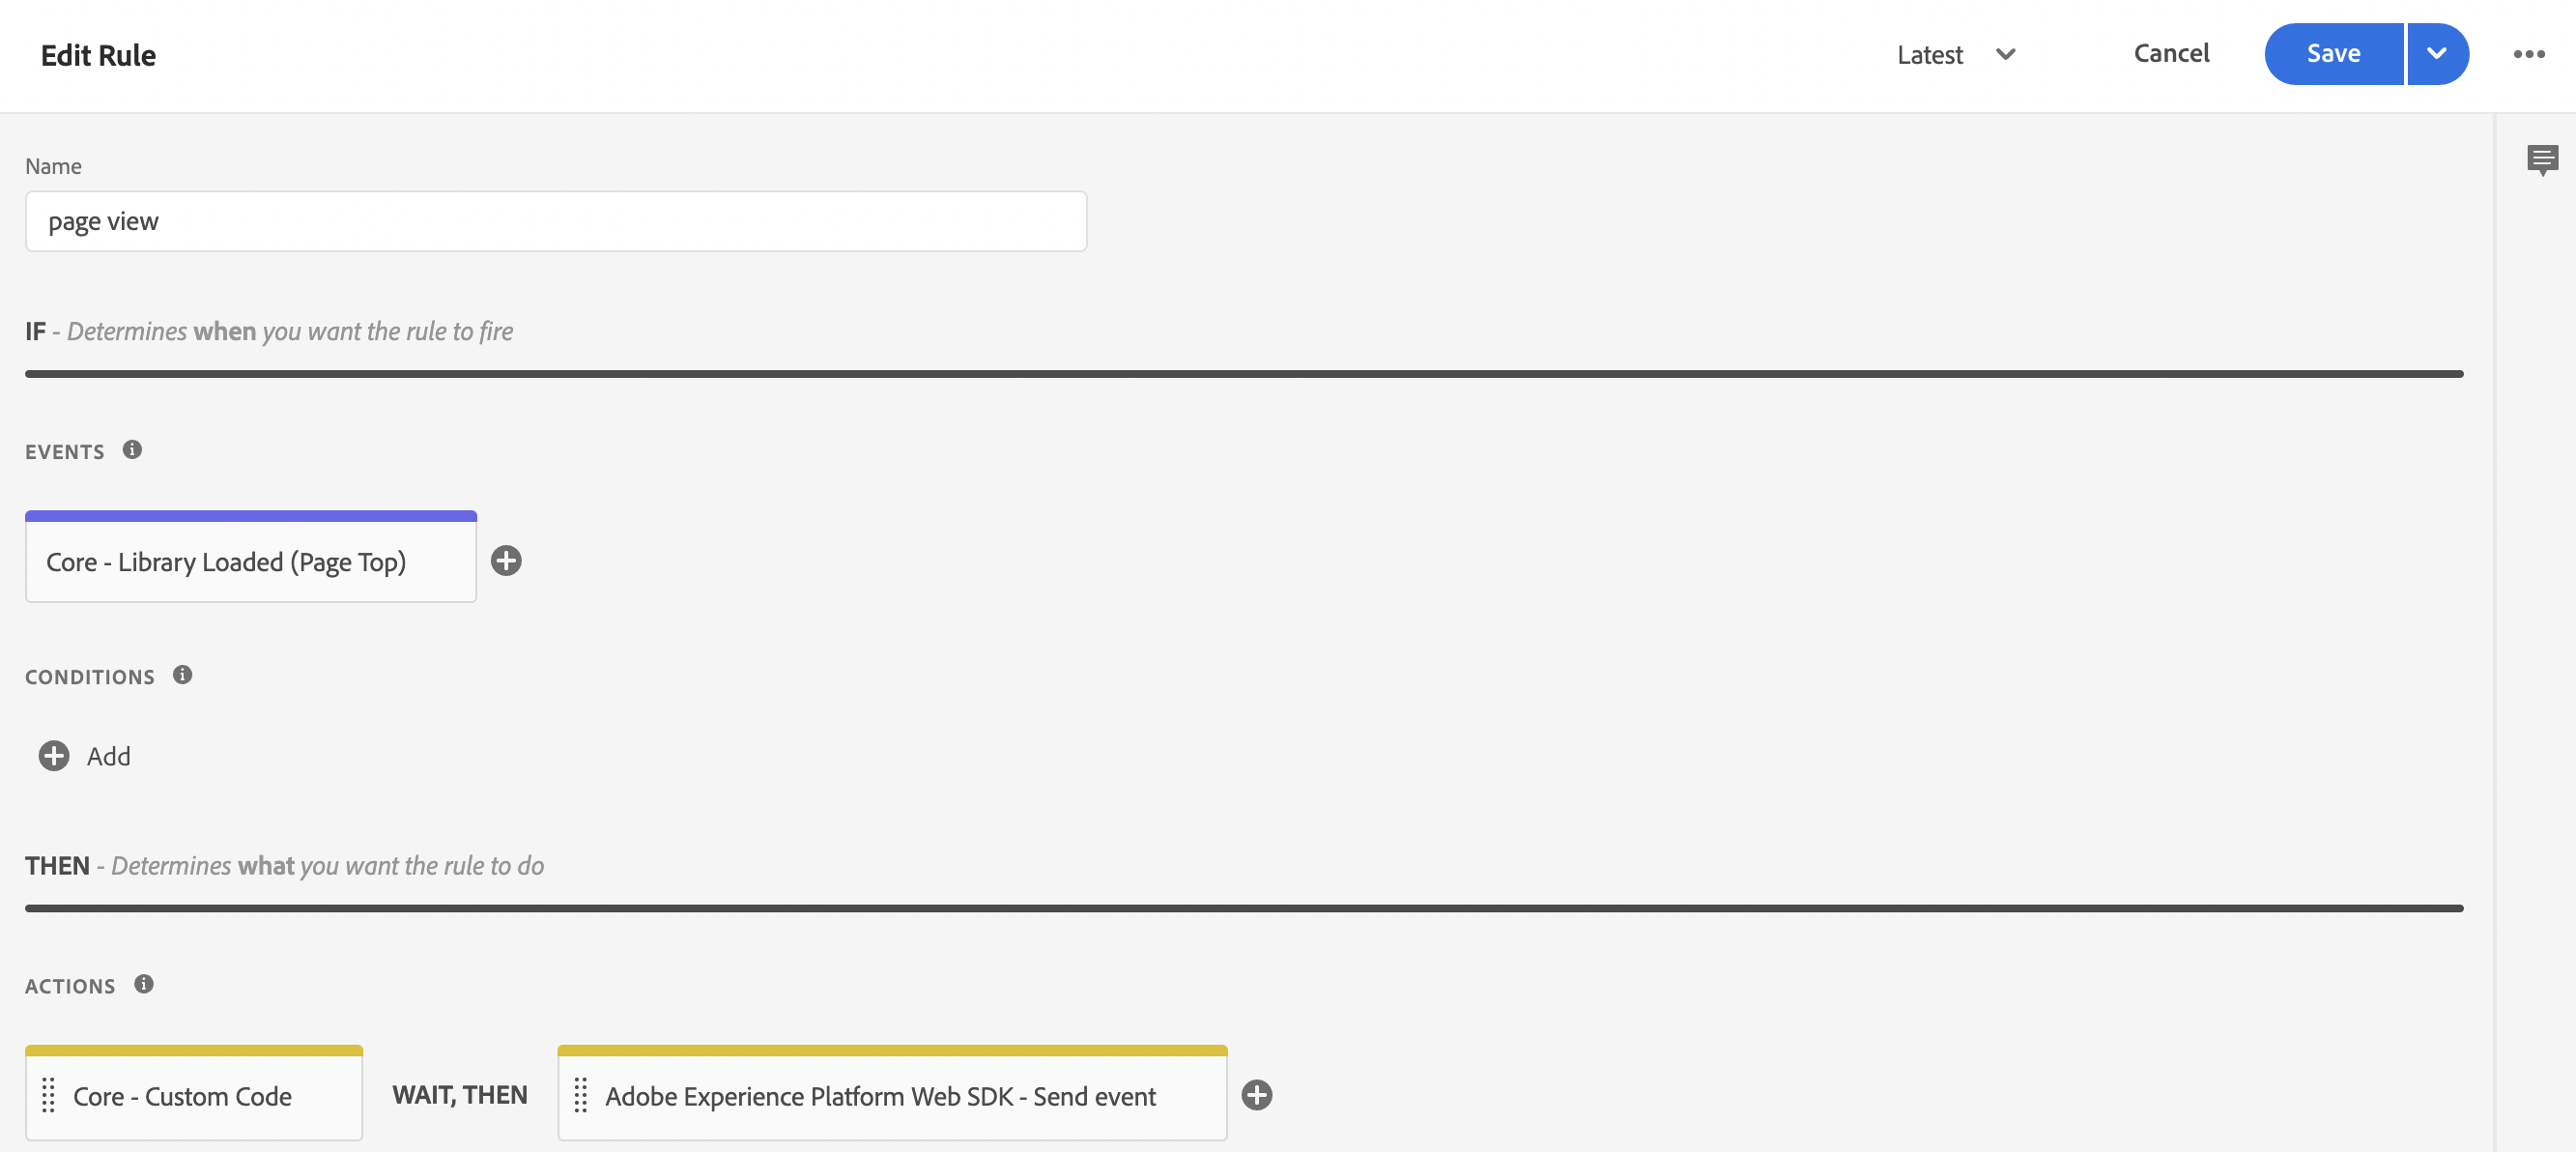 Edit Rule
Latest
Cancel
Save
Name
page view
IF - Determines when you want the rule to fire
EVENTS
Core - Library Loaded (Page Top)
CONDITIONS
Add
THEN - Determines what you want the rule to do
ACTIONS
Core - Custom Code
WAIT, THEN
Adobe Experience Platform Web SDK - Send event